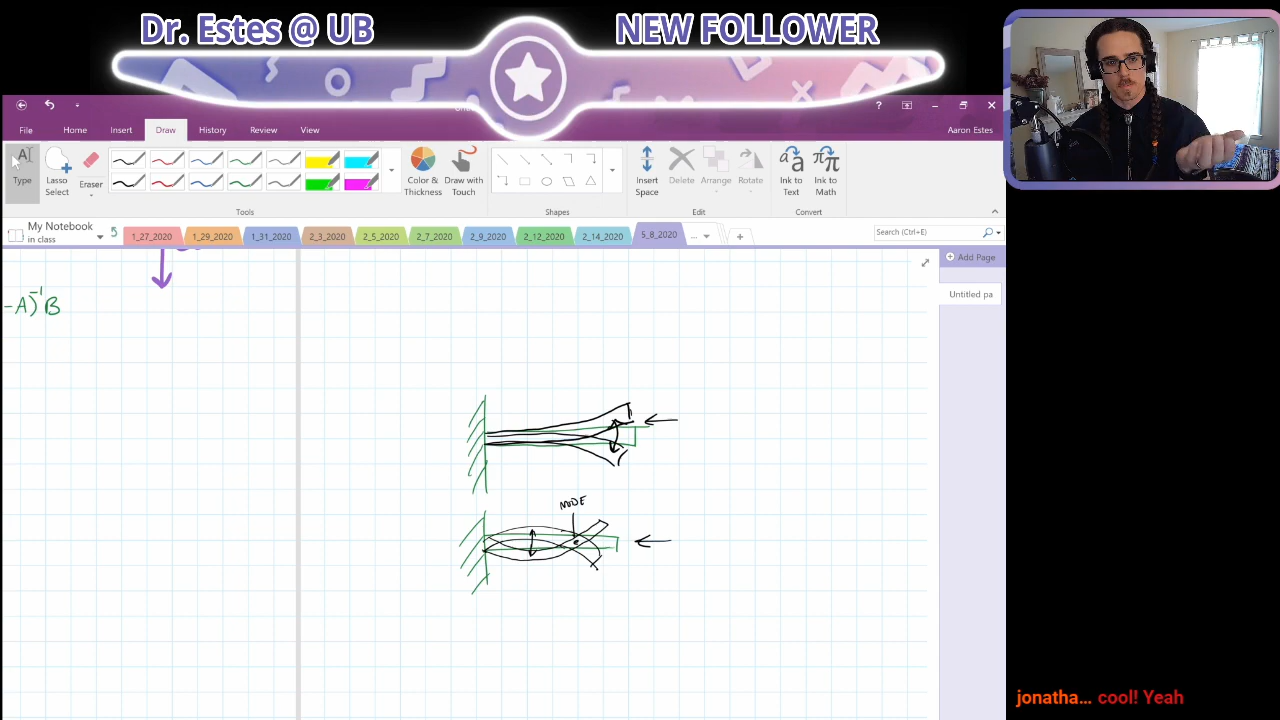 Dr. Estes @ UB
NEW FOLLOWER
File
Home
Insert
Draw
History
Review
View
Aaron Estes
Type
Lasso
Select
Eraser
Color &
Thickness
Draw with
Touch
Insert
Space
Delete
Arrange
Rotate
Ink to
Text
Ink to
Math
Tools
Shapes
Edit
Convert
My Notebook
in class
1_27_2020
1_29_2020
1_31_2020
2_3_2020
2_5_2020
2_7_2020
2_9_2020
2_12_2020
2_14_2020
5_8_2020
...
Search (Ctrl+E)
Add Page
Untitled pa
-A)⁻¹B
jonatha… cool! Yeah